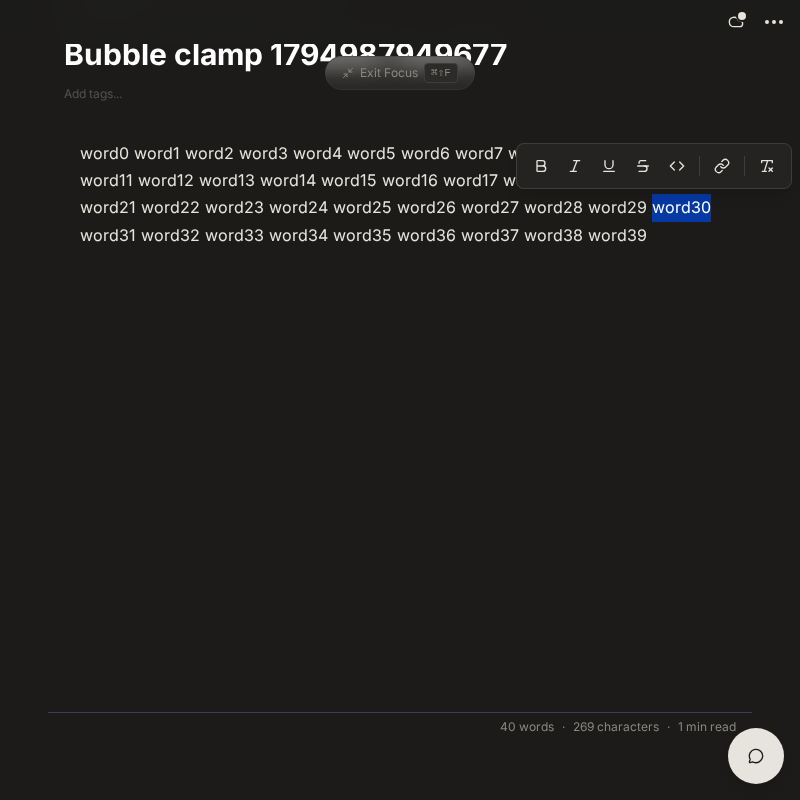 Bubble clamp 1794987949677
Exit Focus ⌘⇧F
Add tags...
word0 word1 word2 word3 word4 word5 word6 word7
word11 word12 word13 word14 word15 word16 word17
word21 word22 word23 word24 word25 word26 word27 word28 word29 word30
word31 word32 word33 word34 word35 word36 word37 word38 word39
40 words · 269 characters · 1 min read